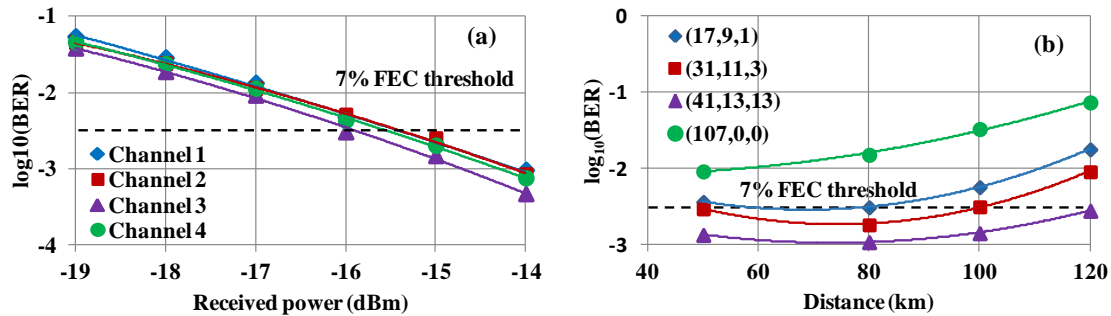 (a)
log10(BER)
-1
-2
-3
-4
7% FEC threshold
Channel 1
Channel 2
Channel 3
Channel 4
-19 -18 -17 -16 -15 -14
Received power (dBm)
(b)
log10(BER)
0
-1
-2
-3
(17,9,1)
(31,11,3)
(41,13,13)
(107,0,0)
7% FEC threshold
40 60 80 100 120
Distance (km)